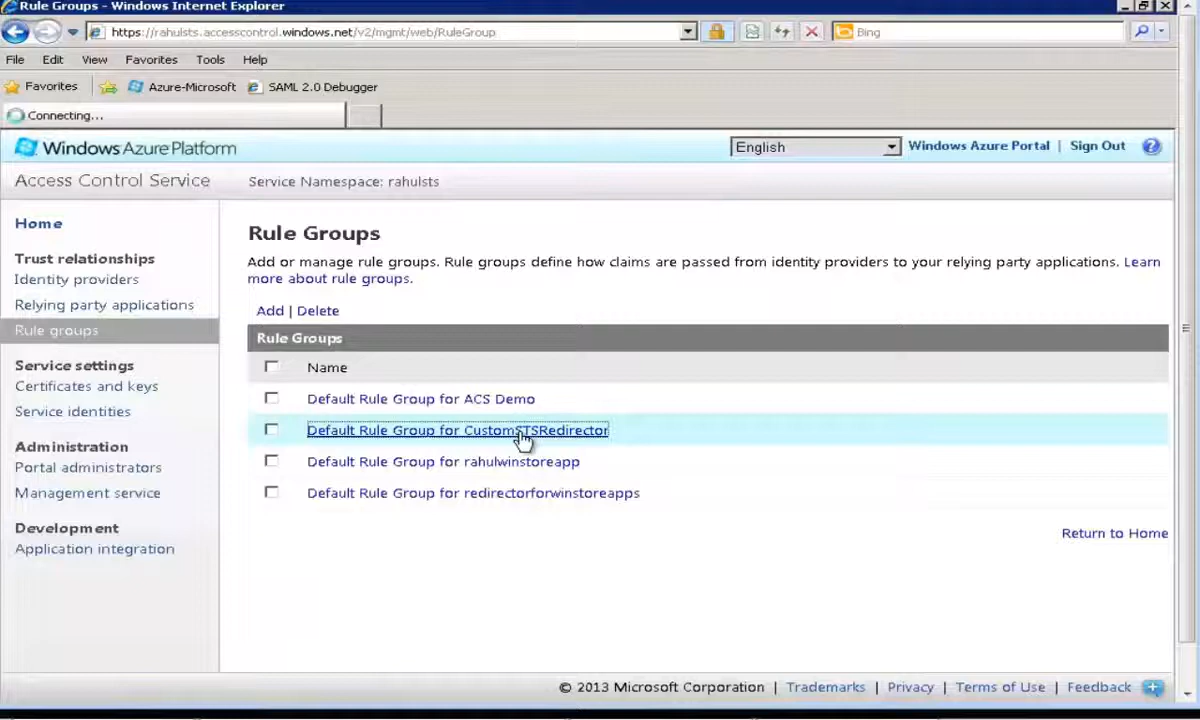 Rule Groups - Windows Internet Explorer
https://rahulsts.accesscontrol.windows.net/v2/mgmt/web/RuleGroup
Bing
File Edit View Favorites Tools Help
Favorites Azure-Microsoft SAML 2.0 Debugger
Connecting...
Windows Azure Platform English Windows Azure Portal | Sign Out ?
Access Control Service Service Namespace: rahulsts
Home
Trust relationships
Identity providers
Relying party applications
Rule groups
Service settings
Certificates and keys
Service identities
Administration
Portal administrators
Management service
Development
Application integration
Rule Groups
Add or manage rule groups. Rule groups define how claims are passed from identity providers to your relying party applications. Learn
more about rule groups.
Add | Delete
Rule Groups
Name
Default Rule Group for ACS Demo
Default Rule Group for CustomSTSRedirector
Default Rule Group for rahulwinstoreapp
Default Rule Group for redirectorforwinstoreapps
Return to Home
© 2013 Microsoft Corporation | Trademarks | Privacy | Terms of Use | Feedback